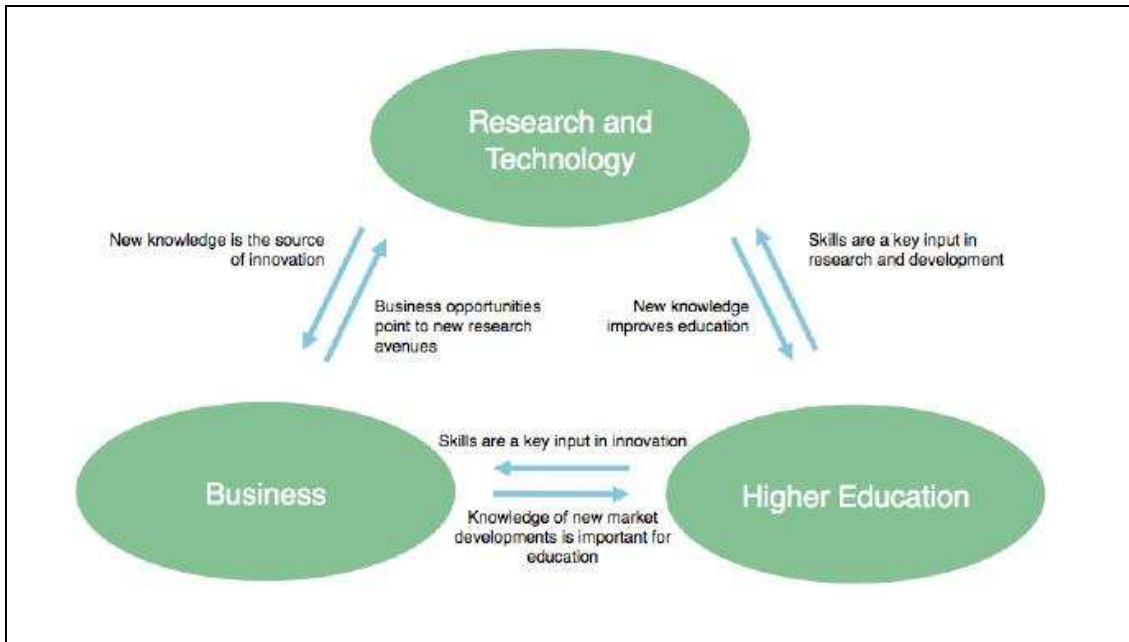 Research and
Technology
New knowledge is the source
of innovation
Business opportunities
point to new research
avenues
New knowledge
improves education
Skills are a key input in
research and development
Business
Skills are a key input in innovation
Knowledge of new market
developments is important for
education
Higher Education